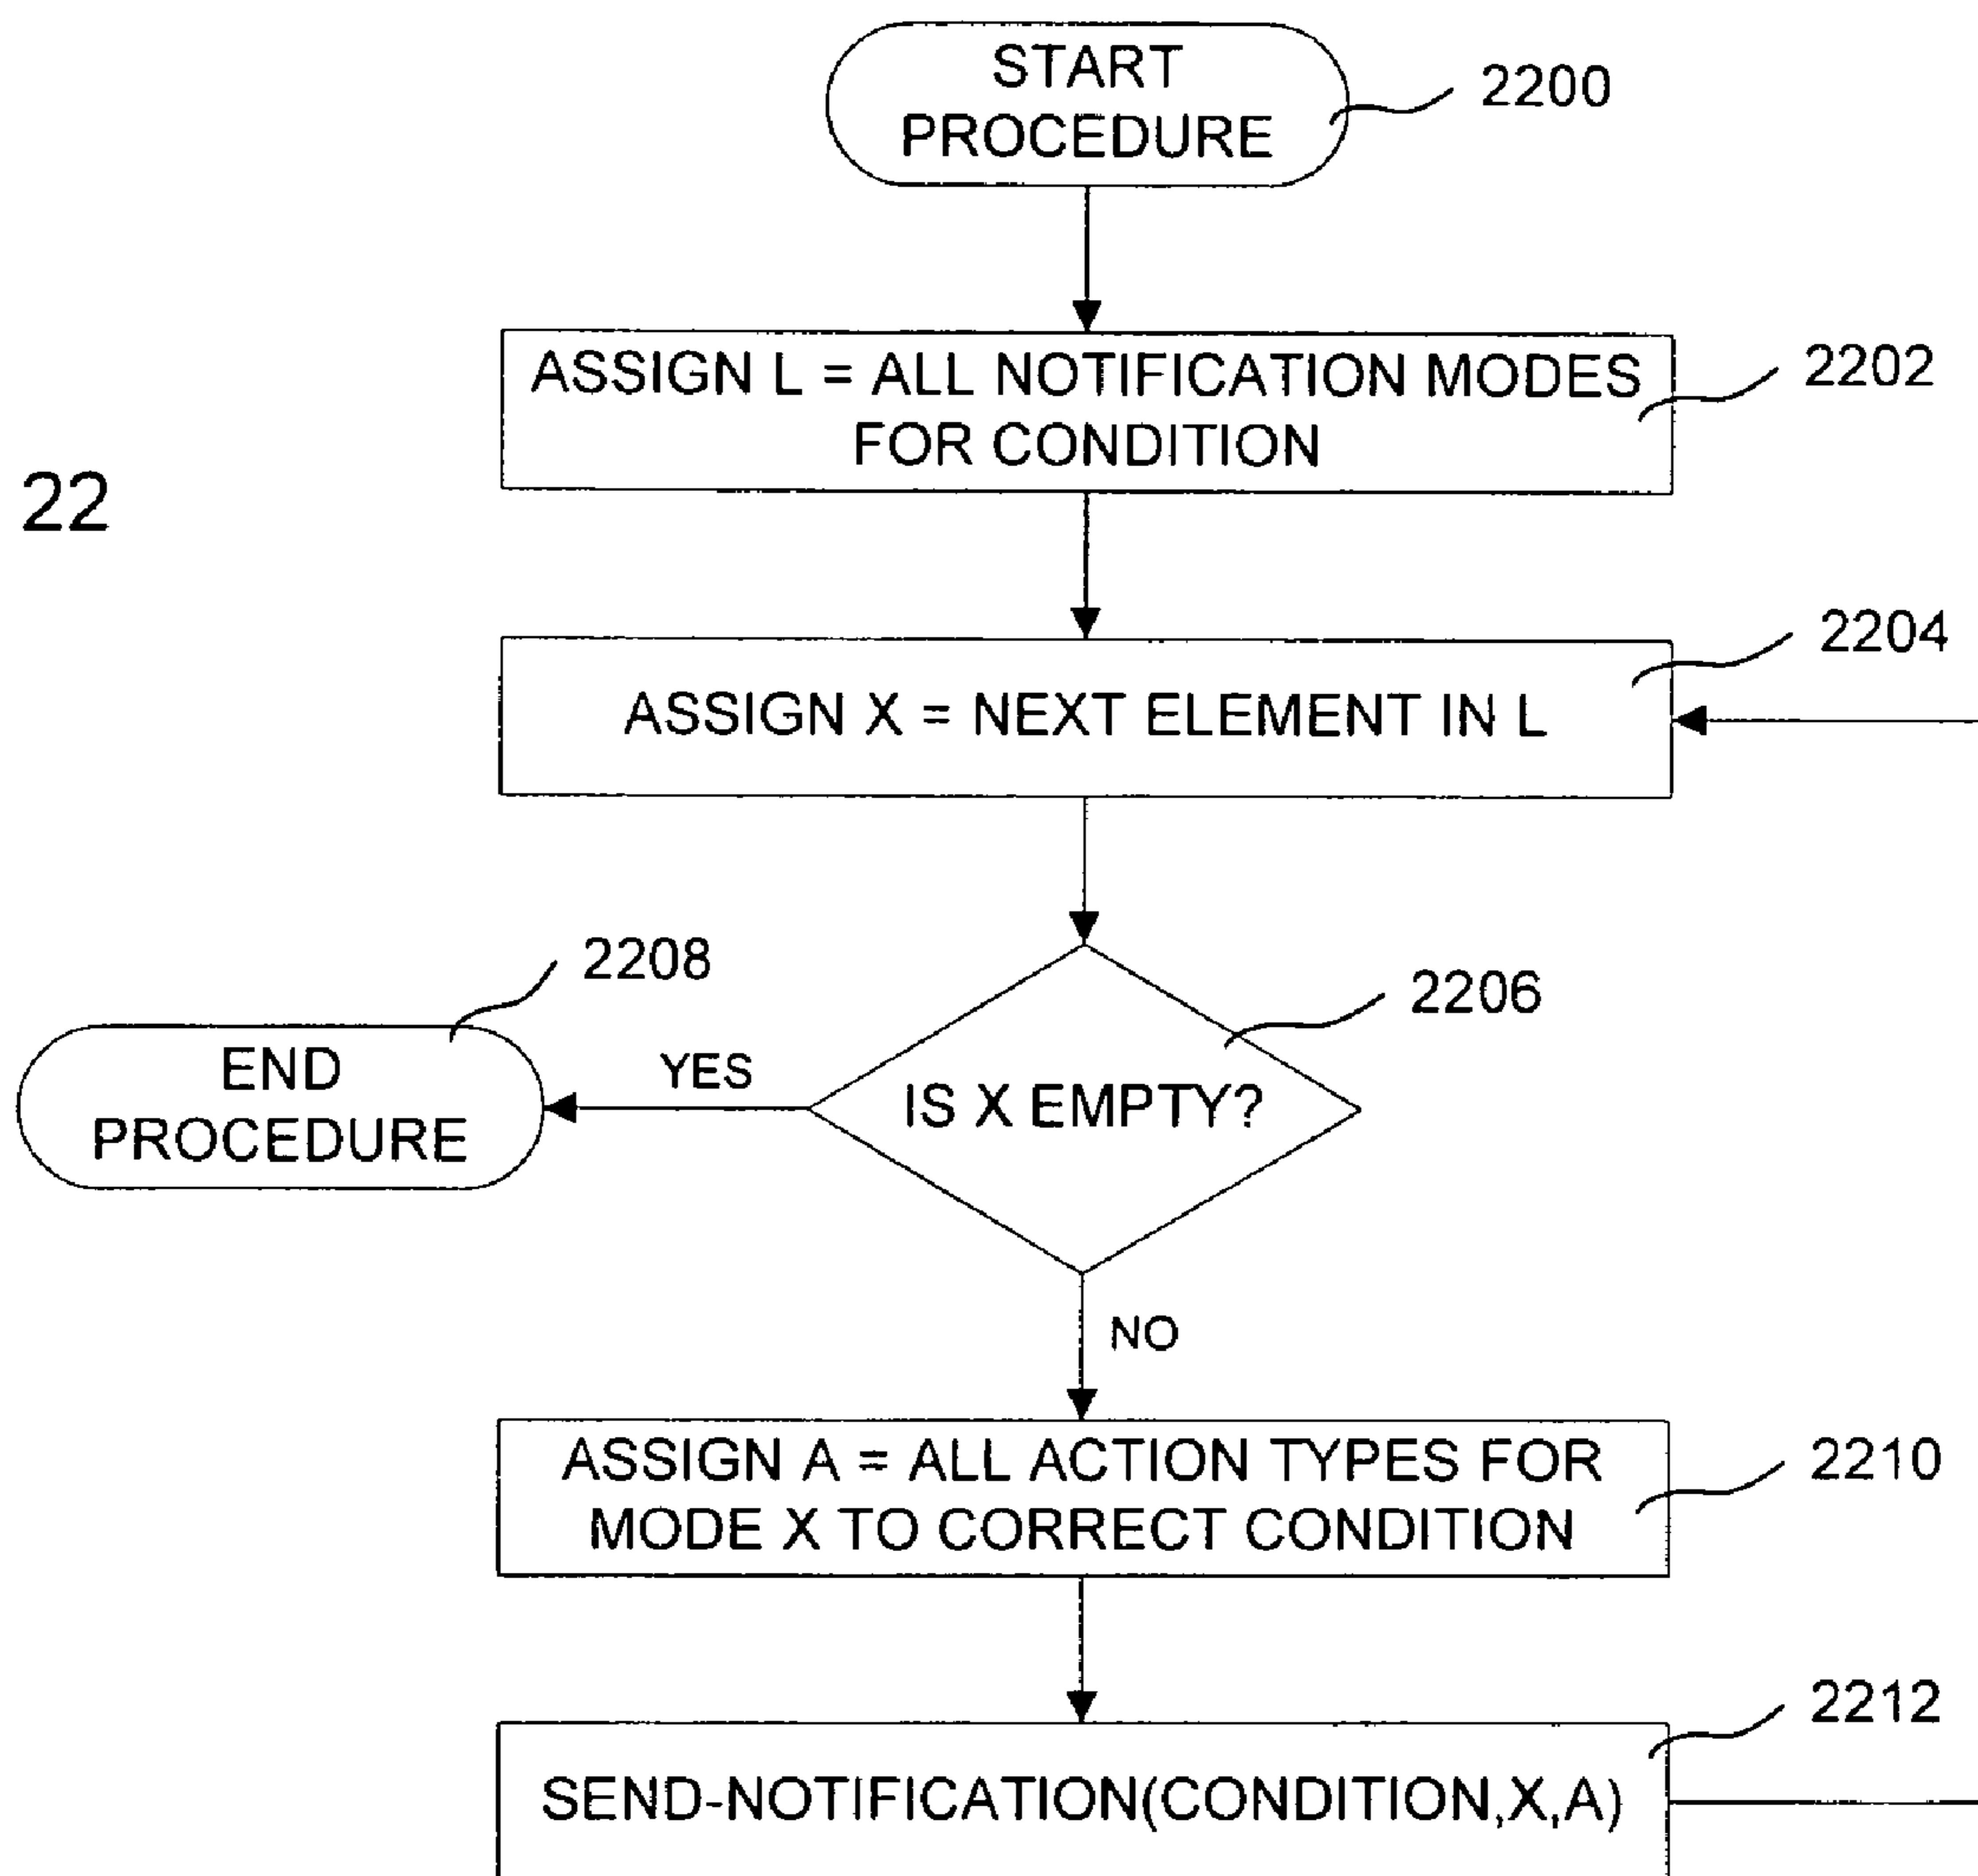 START
PROCEDURE
2200
ASSIGN L = ALL NOTIFICATION MODES
FOR CONDITION
2202
22
ASSIGN X = NEXT ELEMENT IN L
2204
2208
END
PROCEDURE
YES
IS X EMPTY?
2206
NO
ASSIGN A = ALL ACTION TYPES FOR
MODE X TO CORRECT CONDITION
2210
SEND-NOTIFICATION(CONDITION,X,A)
2212